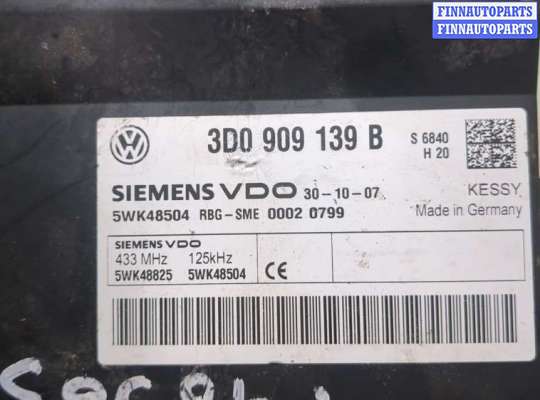 FINNAUTOPARTS
FINNAUTOPARTS
3D0 909 139 B
S 6840
H 20
SIEMENS VDO 30-10-07
KESSY
5WK48504 RBG-SME 0002 0799
Made in Germany
SIEMENS VDO
433 MHz 125kHz
5WK48825 5WK48504
CE